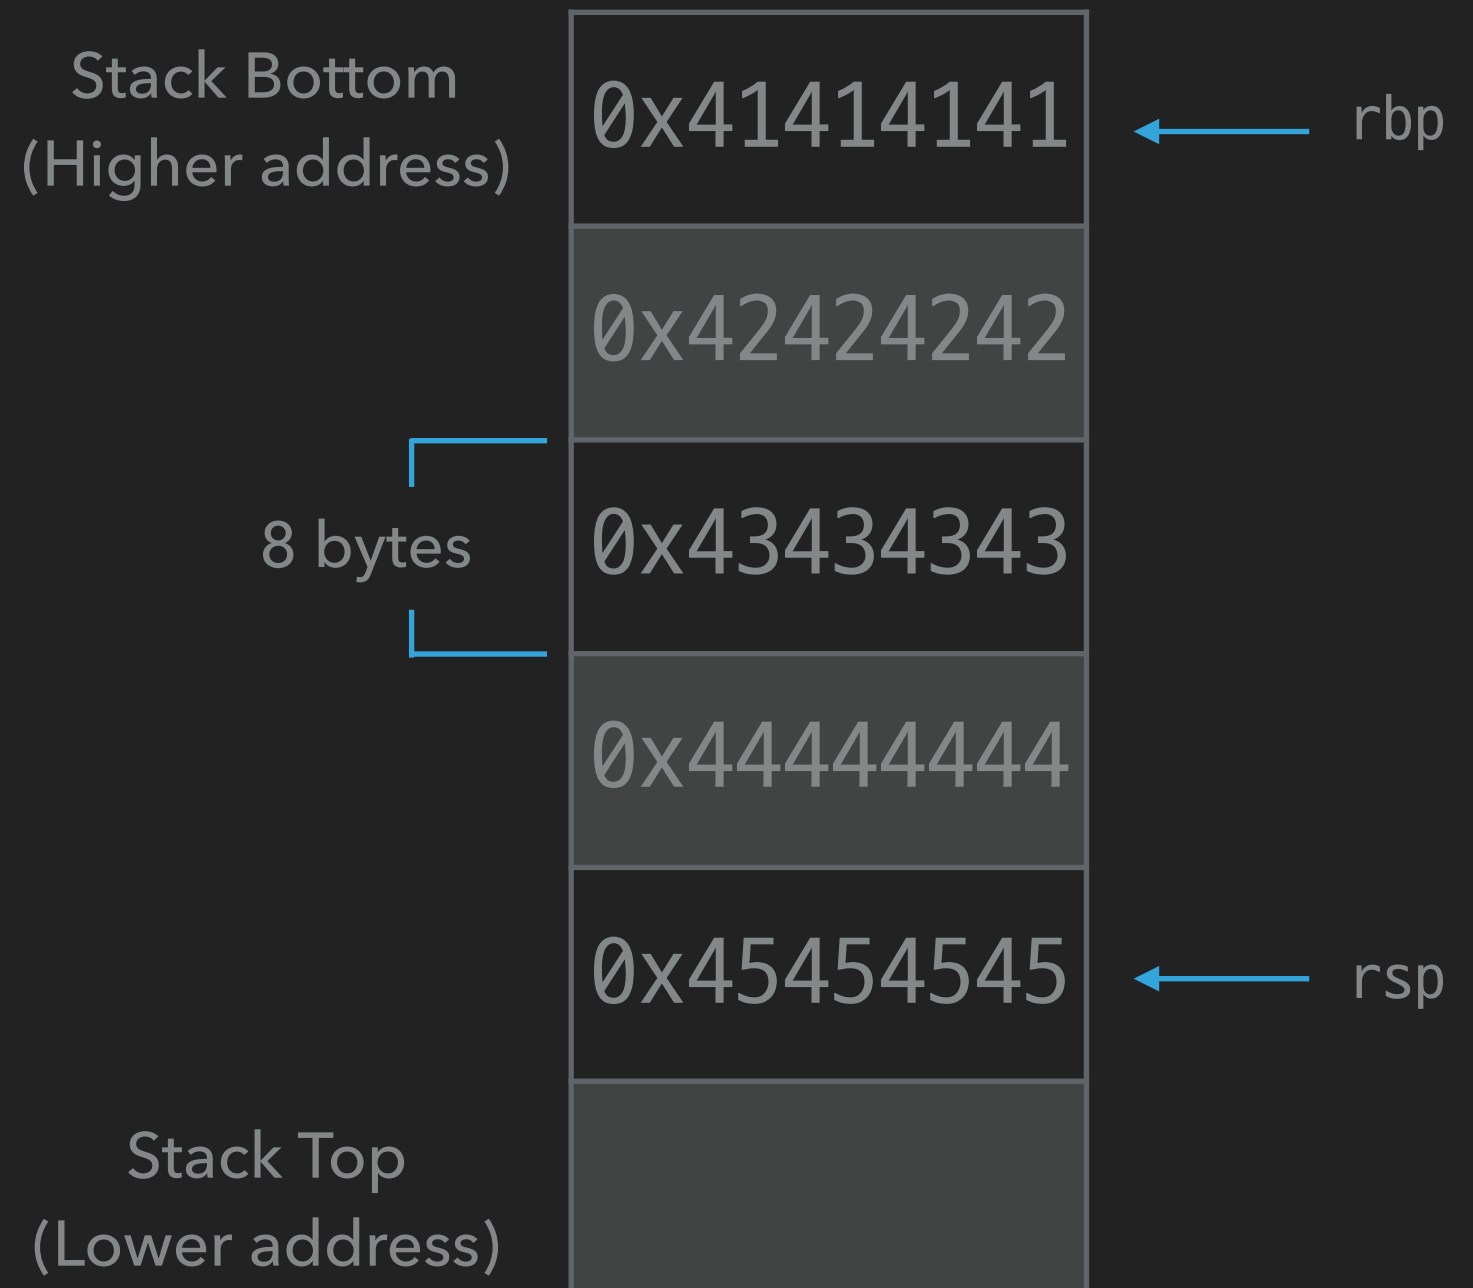 Stack Bottom
(Higher address)
0x41414141
rbp
0x42424242
8 bytes
0x43434343
0x44444444
0x45454545
rsp
Stack Top
(Lower address)